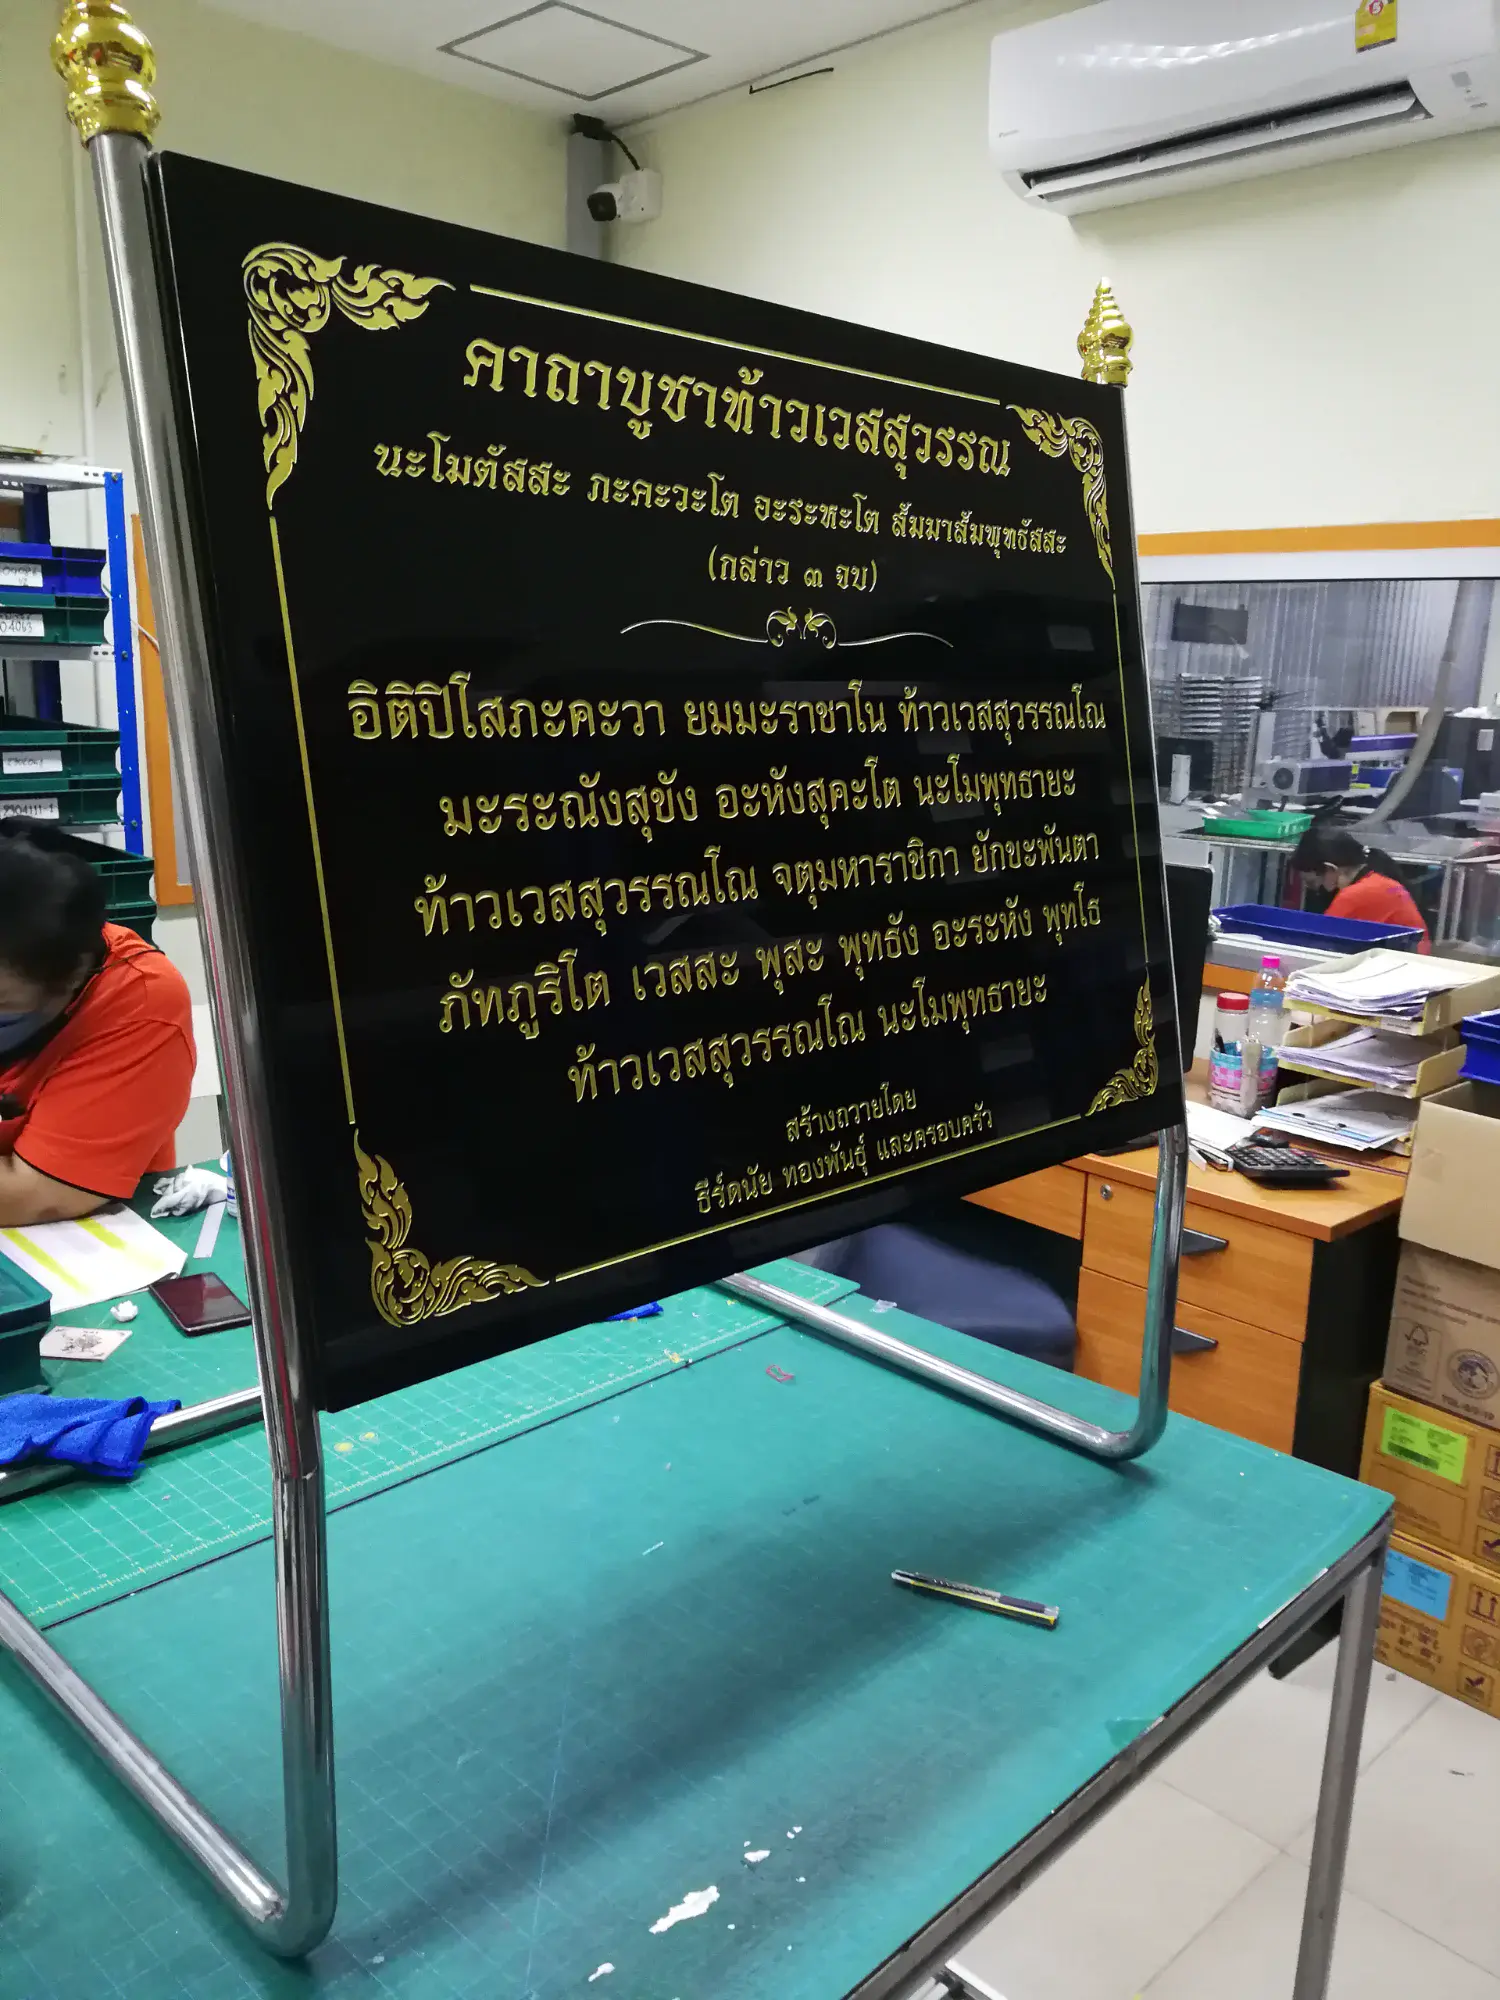 คาถาบูชาท้าวเวสสุวรรณ
นะโมตัสสะ ภะคะวะโต อะระหะโต สัมมาสัมพุทธัสสะ
(กล่าว ๓ จบ)
อิติปิโสภะคะวา ยมมะราชาโน ท้าวเวสสุวรรณโณ
มะระณังสุขัง อะหังสุคะโต นะโมพุทธายะ
ท้าวเวสสุวรรณโณ จตุมหาราชิกา ยักขะพันตา
ภัทภูริโต เวสสะ พุสะ พุทธัง อะระหัง พุทโธ
ท้าวเวสสุวรรณโณ นะโมพุทธายะ
สร้างถวายโดย
ธีร์ดนัย ทองพันธุ์ และครอบครัว